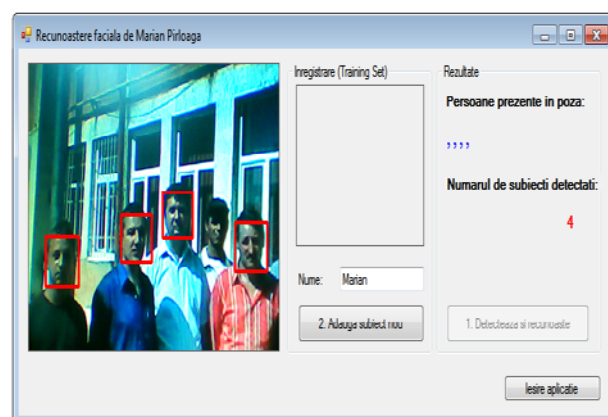 Recunoastere faciala de Marian Pirloaga
Inregistrare (Training Set)
Rezultate
Persoane prezente in poza:
, , , ,
Numarul de subiecti detectati:
4
Nume:
Marian
2. Adauga subiect nou
1. Detecteaza si recunoaste
Iesire aplicatie